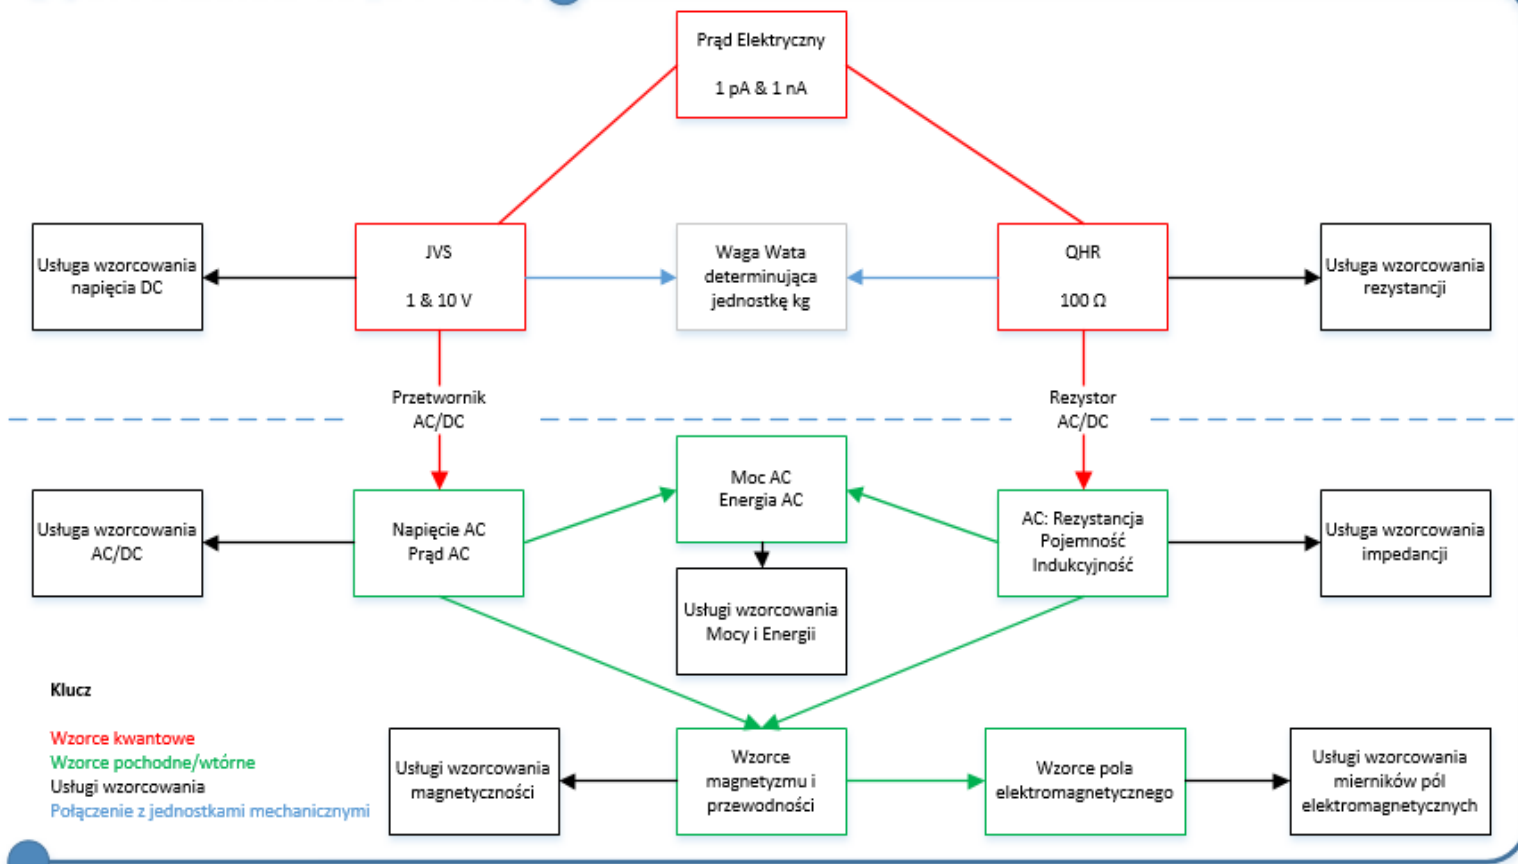 Prąd Elektryczny
1 pA & 1 nA
Usługa wzorcowania
napięcia DC
JVS
1 & 10 V
Waga Wata
determinująca
jednostkę kg
QHR
100 Ω
Usługa wzorcowania
rezystancji
Przetwornik
AC/DC
Rezystor
AC/DC
Usługa wzorcowania
AC/DC
Napięcie AC
Prąd AC
Moc AC
Energia AC
AC: Rezystancja
Pojemność
Indukcyjność
Usługa wzorcowania
impedancji
Usługi wzorcowania
Mocy i Energii
Klucz
Wzorce kwantowe
Wzorce pochodne/wtórne
Usługi wzorcowania
Połączenie z jednostkami mechanicznymi
Usługi wzorcowania
magnetyczności
Wzorce
magnetyzmu i
przewodności
Wzorce pola
elektromagnetycznego
Usługi wzorcowania
mierników pól
elektromagnetycznych